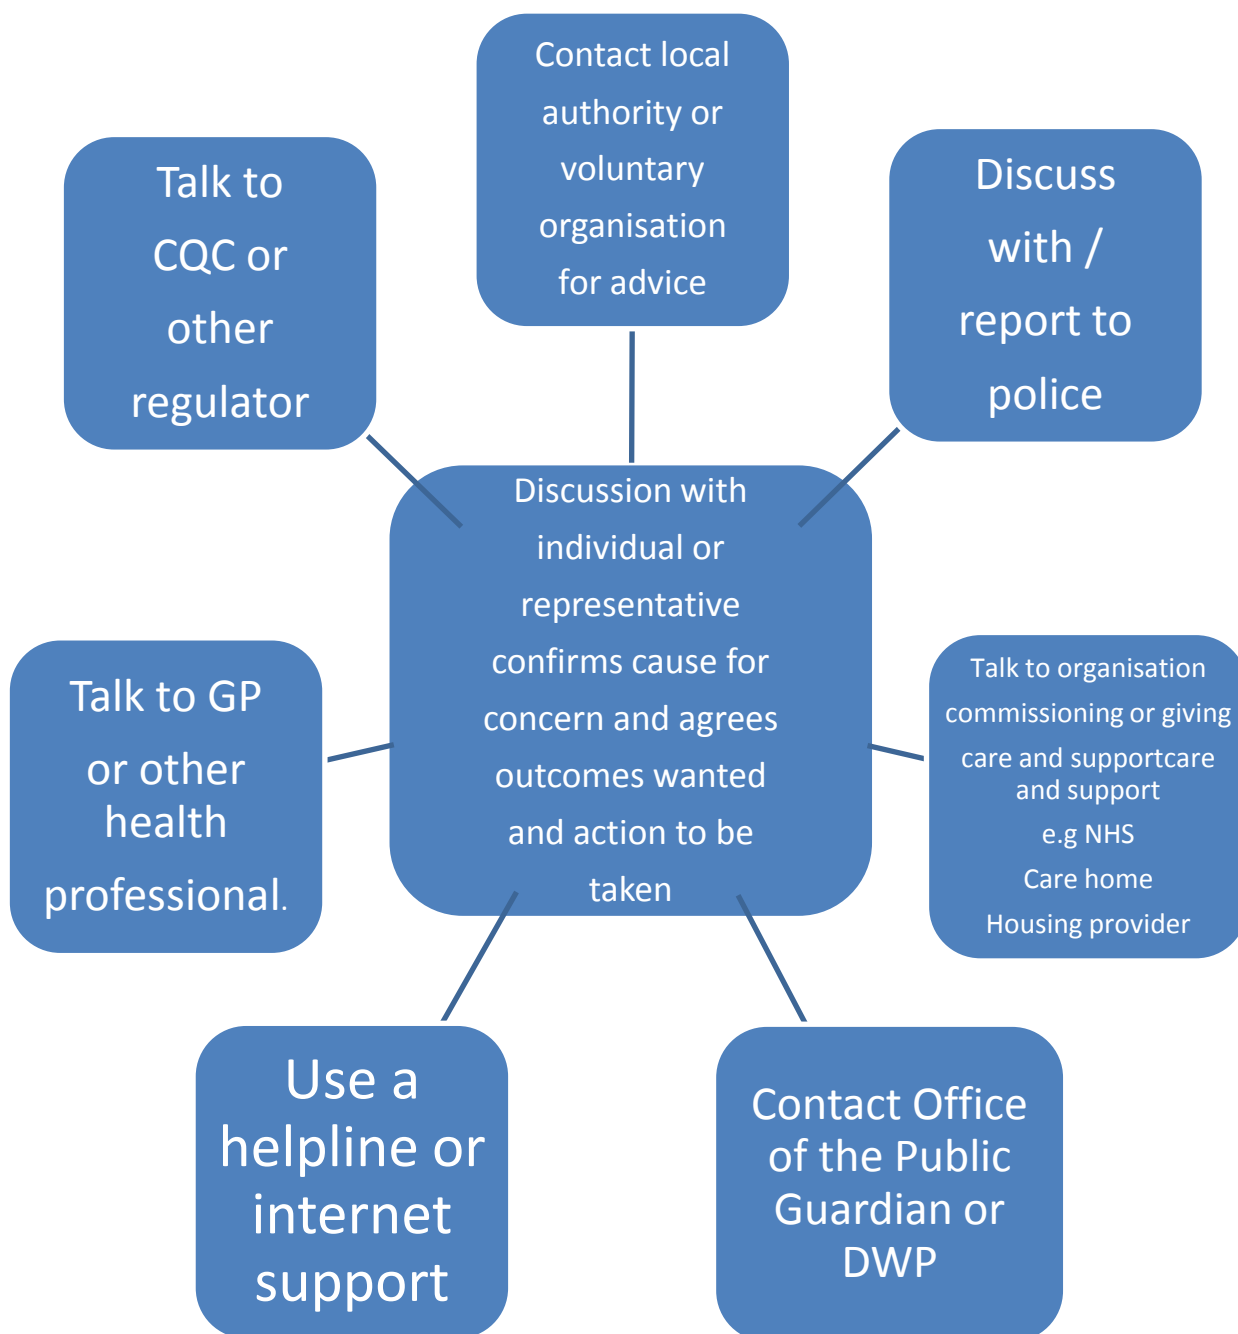 Contact local
authority or
voluntary
organisation
for advice
Talk to
CQC or
other
regulator
Discuss
with /
report to
police
Discussion with
individual or
representative
confirms cause for
concern and agrees
outcomes wanted
and action to be
taken
Talk to GP
or other
health
professional.
Talk to organisation
commissioning or giving
care and supportcare
and support
e.g NHS
Care home
Housing provider
Use a
helpline or
internet
support
Contact Office
of the Public
Guardian or
DWP